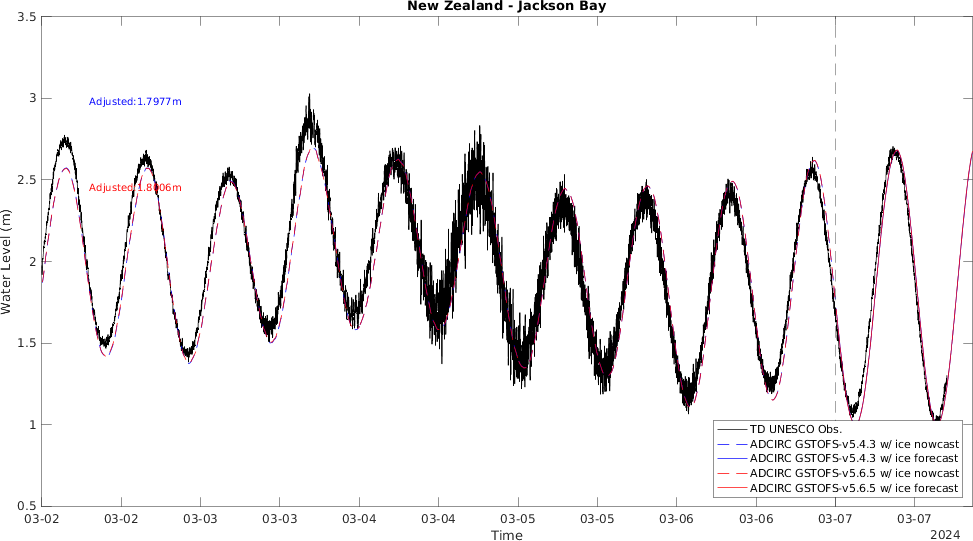 New Zealand - Jackson Bay
3.5
3
2.5
2
1.5
1
0.5
Water Level (m)
Adjusted:1.7977m
Adjusted:1.8006m
TD UNESCO Obs.
ADCIRC GSTOFS-v5.4.3 w/ ice nowcast
ADCIRC GSTOFS-v5.4.3 w/ ice forecast
ADCIRC GSTOFS-v5.6.5 w/ ice nowcast
ADCIRC GSTOFS-v5.6.5 w/ ice forecast
03-02 03-02 03-03 03-03 03-04 03-04 03-05 03-05 03-06 03-06 03-07 03-07
Time
2024